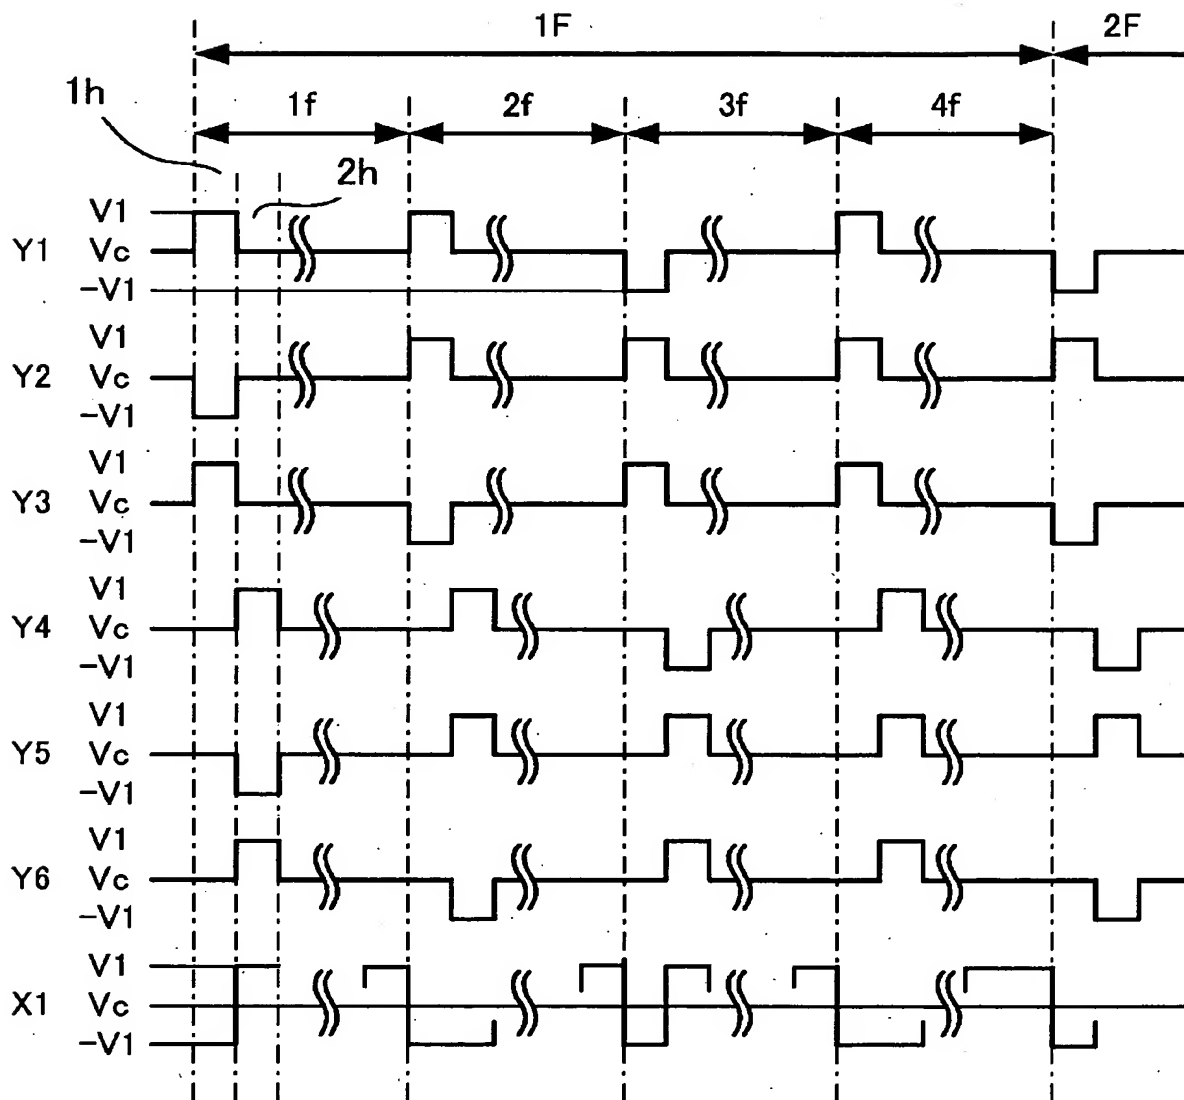 1F 2F
1h 1f 2f 3f 4f
2h
V1
Y1 Vc
-V1
V1
Y2 Vc
-V1
V1
Y3 Vc
-V1
V1
Y4 Vc
-V1
V1
Y5 Vc
-V1
V1
Y6 Vc
-V1
V1
X1 Vc
-V1